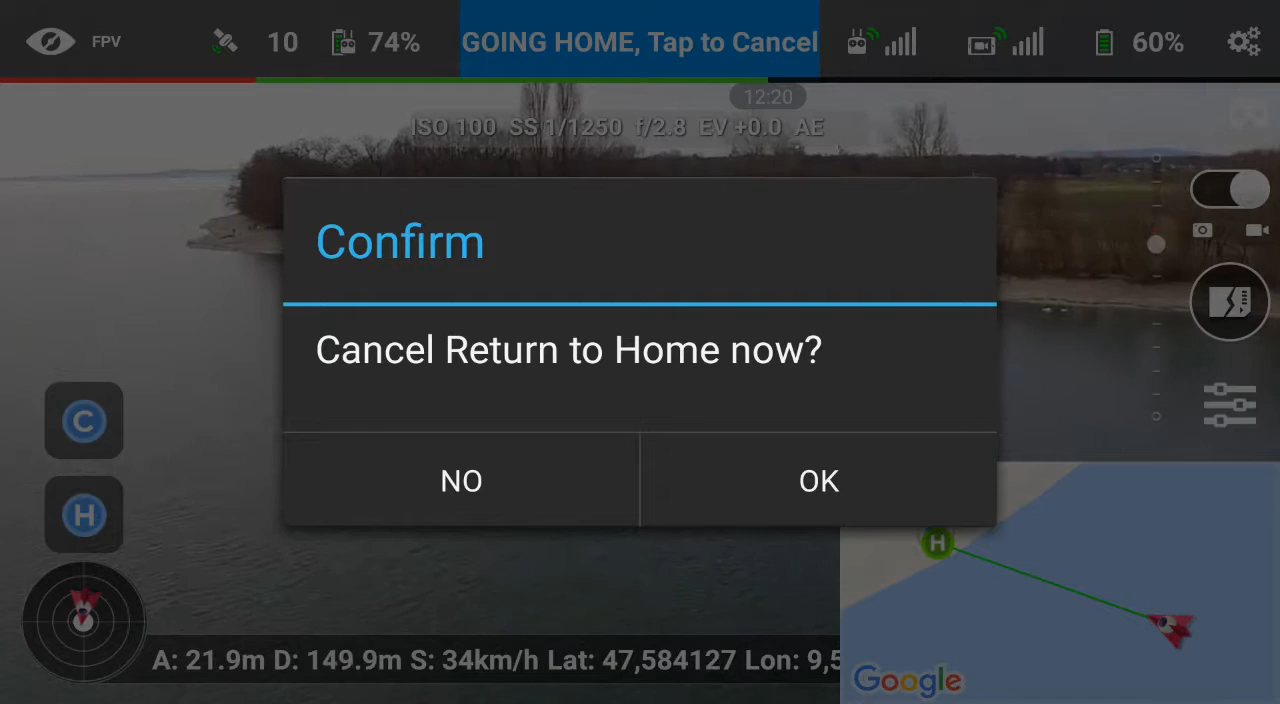 FPV 10 74% GOING HOME, Tap to Cancel 60%
12:20
ISO 100 SS 1/1250 f/2.8 EV +0.0 AE
Confirm
Cancel Return to Home now?
NO OK
C
H
H
A: 21.9m D: 149.9m S: 34km/h Lat: 47,584127 Lon: 9,5
Google